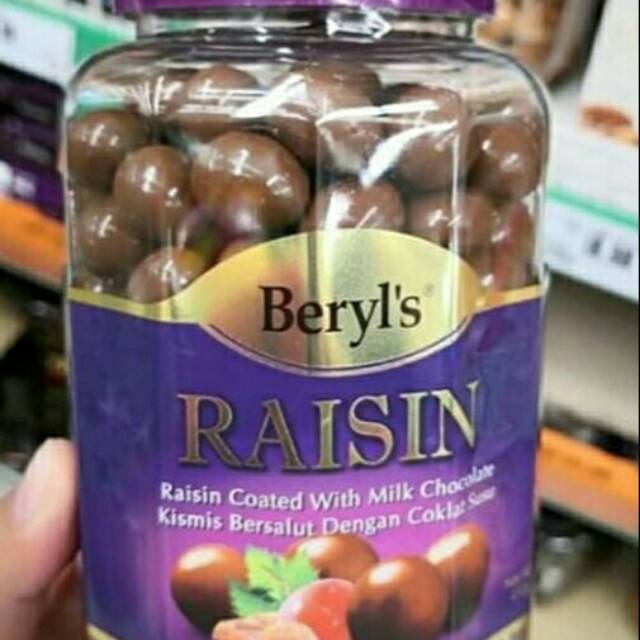 Beryl's®
RAISIN
Raisin Coated With Milk Chocolate
Kismis Bersalut Dengan Coklat Susu